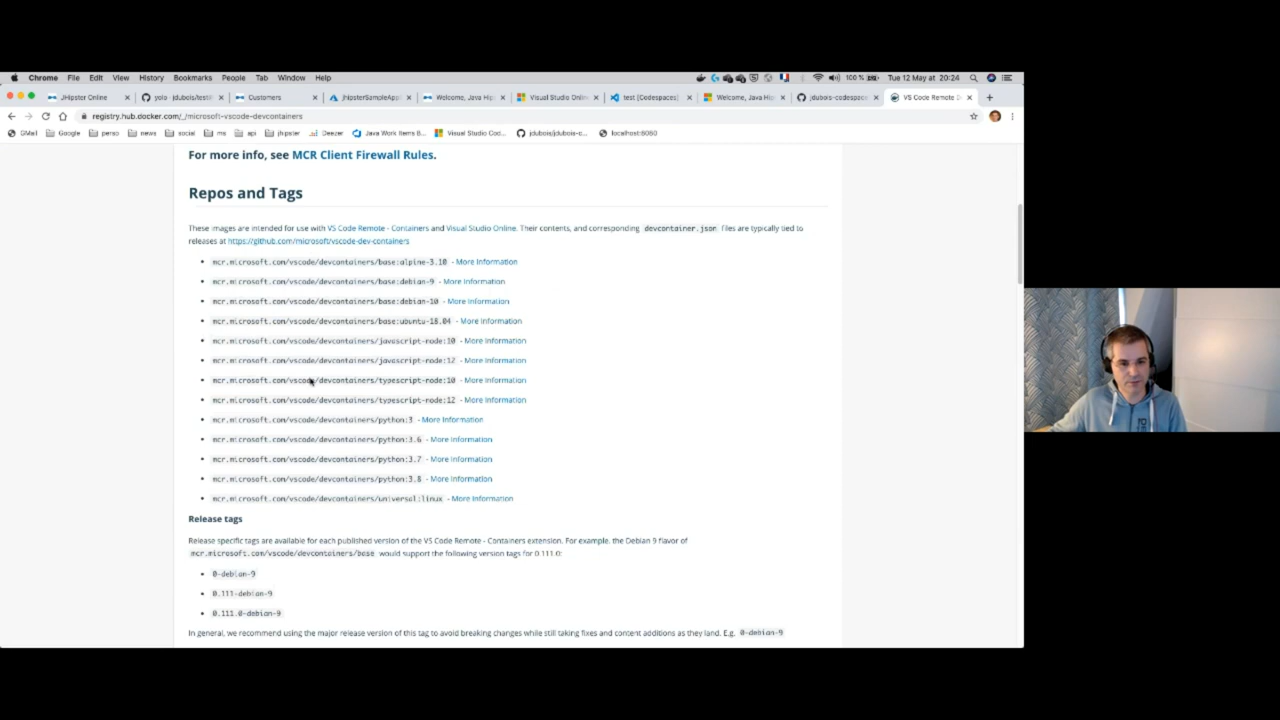 Chrome File Edit View History Bookmarks People Tab Window Help 100 % Tue 12 May at 20:24
JHipster Online yolo · jdubois/test# Customers jhipsterSampleAppl Welcome, Java Hip Visual Studio Onlin test [Codespaces] Welcome, Java Hip jdubois-codespace VS Code Remote D
registry.hub.docker.com/_/microsoft-vscode-devcontainers
GMail Google perso news social ms api jhipster Deezer Java Work Items B... Visual Studio Cod... jdubois/jdubois-c... localhost:8080
For more info, see MCR Client Firewall Rules.
Repos and Tags
These images are intended for use with VS Code Remote - Containers and Visual Studio Online. Their contents, and corresponding devcontainer.json files are typically tied to
releases at https://github.com/microsoft/vscode-dev-containers
• mcr.microsoft.com/vscode/devcontainers/base:alpine-3.10 - More Information
• mcr.microsoft.com/vscode/devcontainers/base:debian-9 - More Information
• mcr.microsoft.com/vscode/devcontainers/base:debian-10 - More Information
• mcr.microsoft.com/vscode/devcontainers/base:ubuntu-18.04 - More Information
• mcr.microsoft.com/vscode/devcontainers/javascript-node:10 - More Information
• mcr.microsoft.com/vscode/devcontainers/javascript-node:12 - More Information
• mcr.microsoft.com/vscode/devcontainers/typescript-node:10 - More Information
• mcr.microsoft.com/vscode/devcontainers/typescript-node:12 - More Information
• mcr.microsoft.com/vscode/devcontainers/python:3 - More Information
• mcr.microsoft.com/vscode/devcontainers/python:3.6 - More Information
• mcr.microsoft.com/vscode/devcontainers/python:3.7 - More Information
• mcr.microsoft.com/vscode/devcontainers/python:3.8 - More Information
• mcr.microsoft.com/vscode/devcontainers/universal:linux - More Information
Release tags
Release specific tags are available for each published version of the VS Code Remote - Containers extension. For example, the Debian 9 flavor of
mcr.microsoft.com/vscode/devcontainers/base would support the following version tags for 0.111.0:
• 0-debian-9
• 0.111-debian-9
• 0.111.0-debian-9
In general, we recommend using the major release version of this tag to avoid breaking changes while still taking fixes and content additions as they land. E.g. 0-debian-9